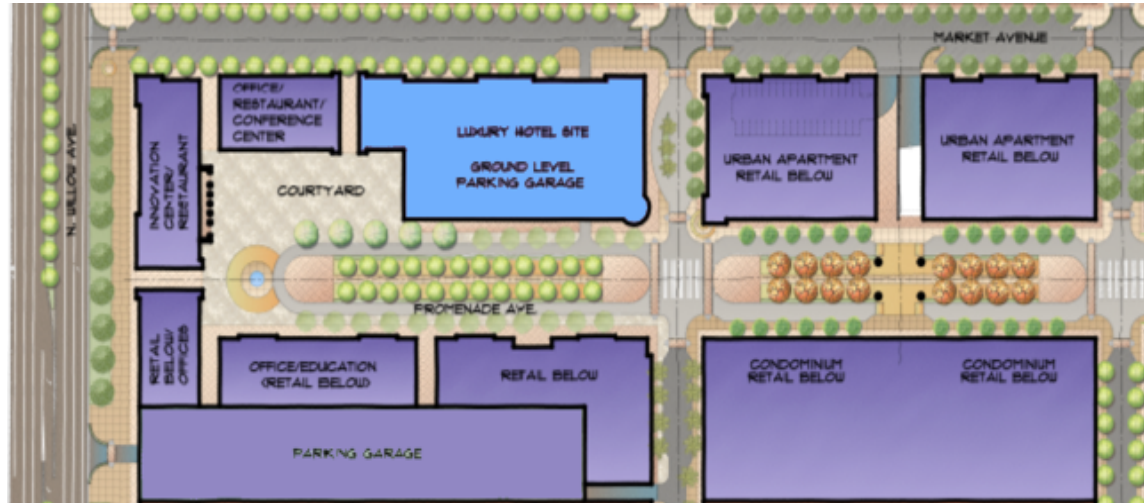 MARKET AVENUE
N. WILLOW AVE.
INNOVATION
CENTER/
RESTAURANT
OFFICE/
RESTAURANT/
CONFERENCE
CENTER
LUXURY HOTEL SITE
GROUND LEVEL
PARKING GARAGE
COURTYARD
URBAN APARTMENT
RETAIL BELOW
URBAN APARTMENT
RETAIL BELOW
PROMENADE AVE.
RETAIL
BELOW/
OFFICES
OFFICE/EDUCATION
(RETAIL BELOW)
RETAIL BELOW
CONDOMINUM
RETAIL BELOW
CONDOMINUM
RETAIL BELOW
PARKING GARAGE